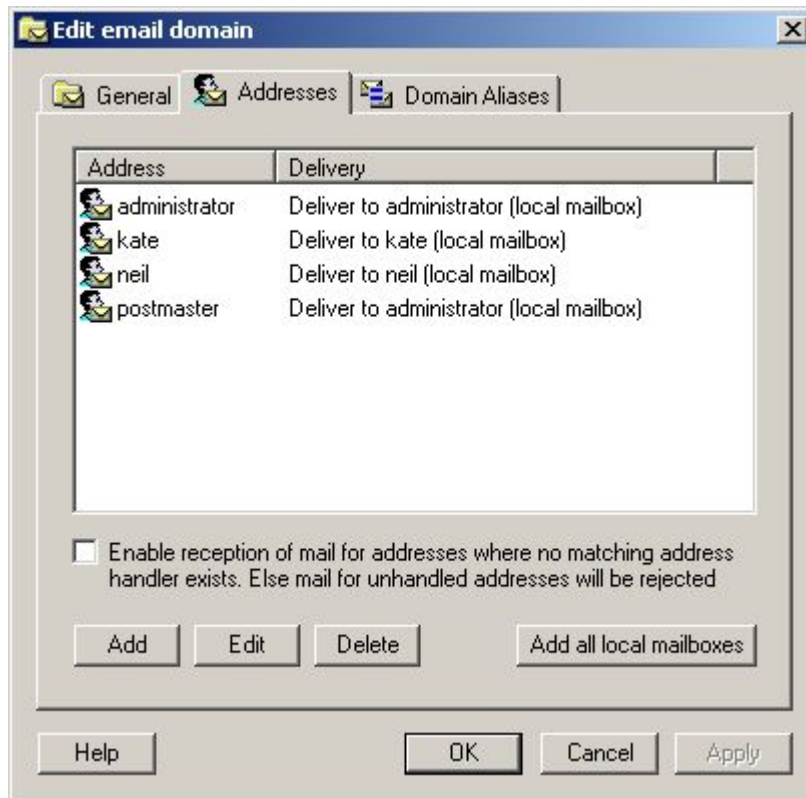 Edit email domain
General Addresses Domain Aliases
Address Delivery
administrator Deliver to administrator (local mailbox)
kate Deliver to kate (local mailbox)
neil Deliver to neil (local mailbox)
postmaster Deliver to administrator (local mailbox)
Enable reception of mail for addresses where no matching address
handler exists. Else mail for unhandled addresses will be rejected
Add Edit Delete Add all local mailboxes
Help OK Cancel Apply